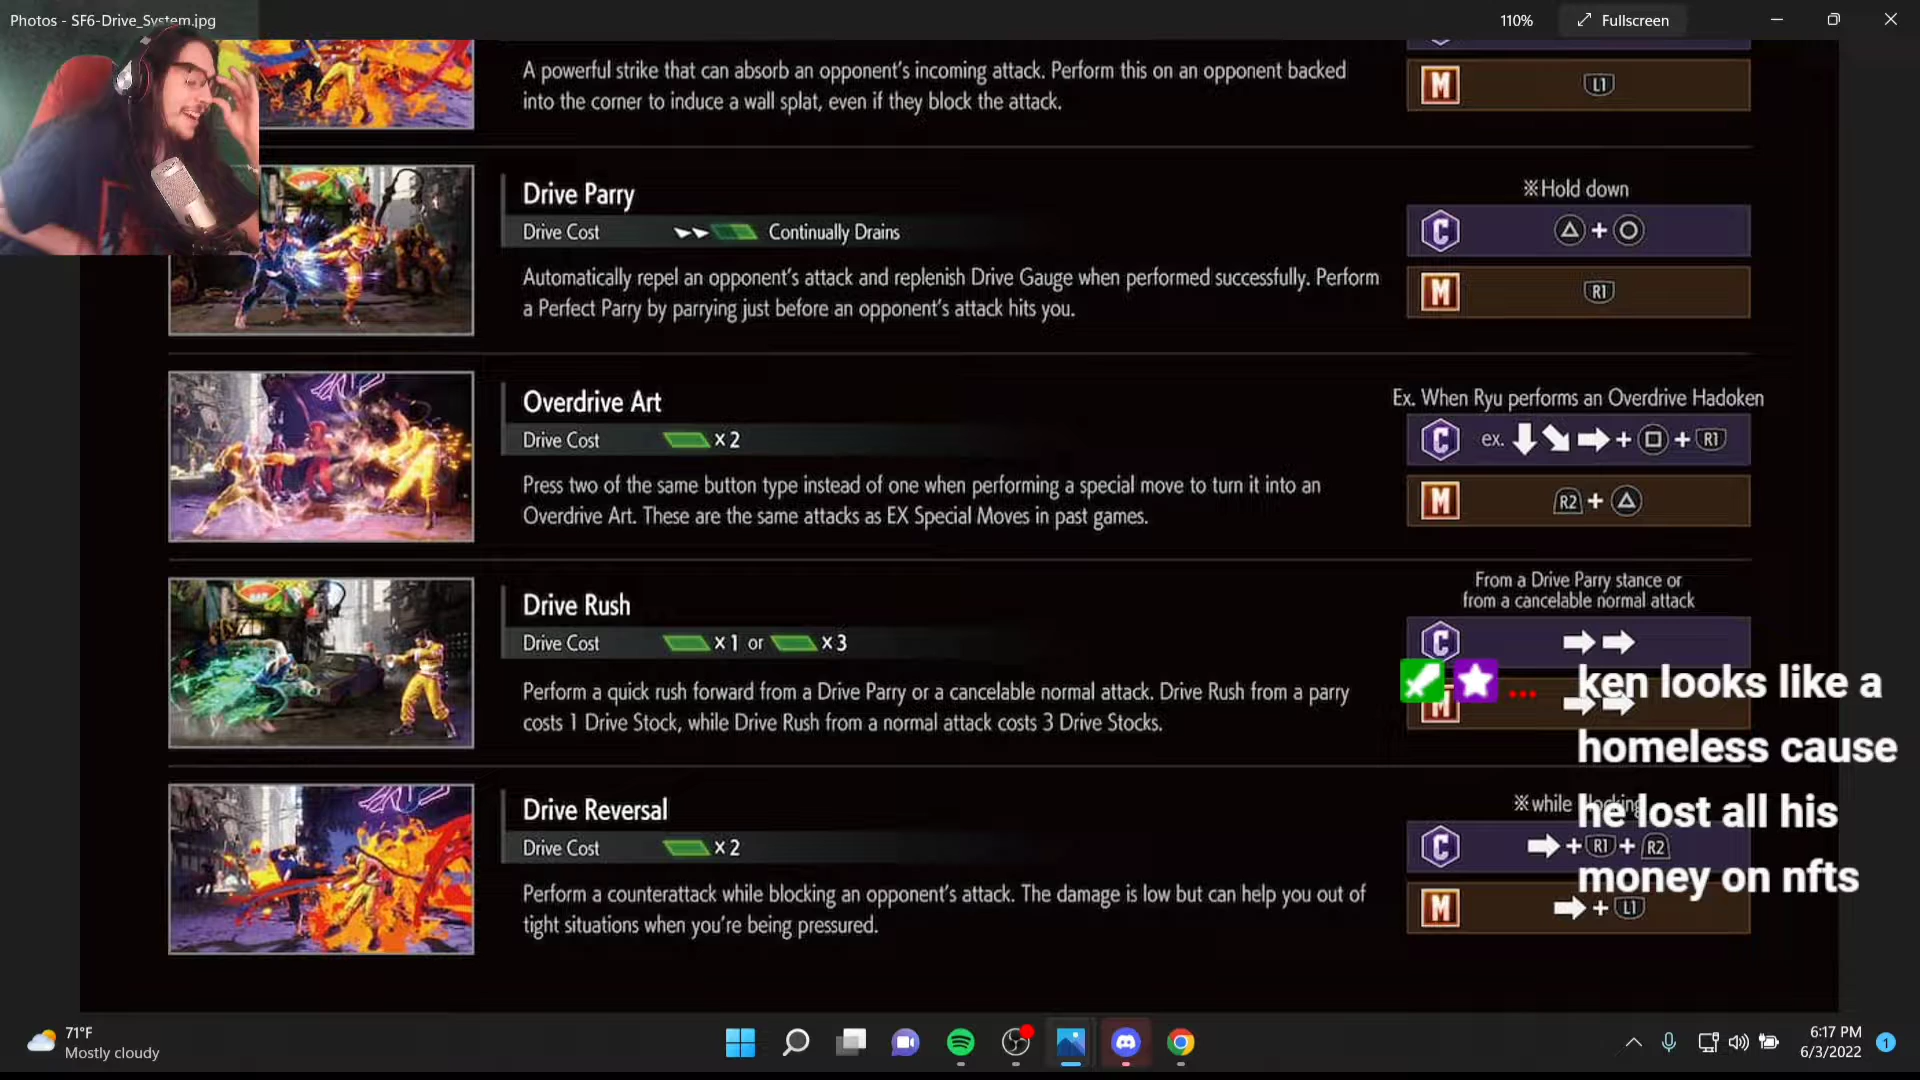 Photos - SF6-Drive_System.jpg
110%
Fullscreen
A powerful strike that can absorb an opponent's incoming attack. Perform this on an opponent backed
into the corner to induce a wall splat, even if they block the attack.
M L1
Drive Parry
Drive Cost Continually Drains
Automatically repel an opponent's attack and replenish Drive Gauge when performed successfully. Perform
a Perfect Parry by parrying just before an opponent's attack hits you.
※Hold down
C △ + ○
M R1
Overdrive Art
Drive Cost x 2
Press two of the same button type instead of one when performing a special move to turn it into an
Overdrive Art. These are the same attacks as EX Special Moves in past games.
Ex. When Ryu performs an Overdrive Hadoken
C ex. ⬇ ⬊ ➡ + □ + R1
M R2 + △
Drive Rush
Drive Cost x 1 or x 3
Perform a quick rush forward from a Drive Parry or a cancelable normal attack. Drive Rush from a parry
costs 1 Drive Stock, while Drive Rush from a normal attack costs 3 Drive Stocks.
From a Drive Parry stance or
from a cancelable normal attack
C ➡ ➡
M ➡ ➡
Drive Reversal
Drive Cost x 2
Perform a counterattack while blocking an opponent's attack. The damage is low but can help you out of
tight situations when you're being pressured.
※while
C ➡ + R1 + R2
M ➡ + L1
... ken looks like a
homeless cause
he lost all his
money on nfts
71°F
Mostly cloudy
6:17 PM
6/3/2022
1